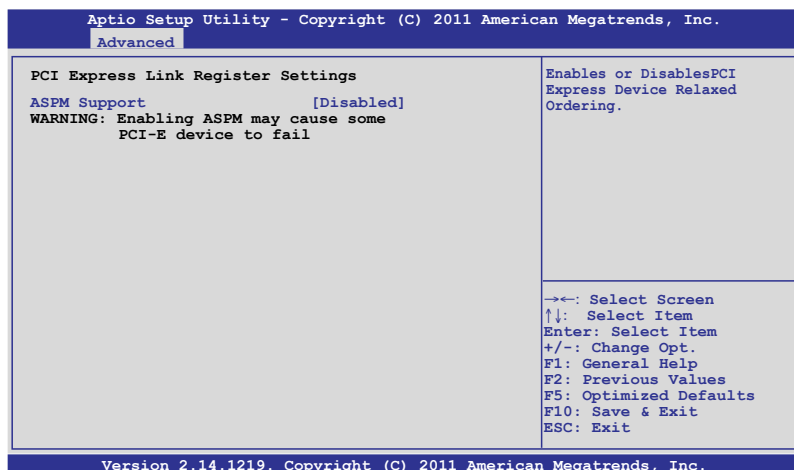 Aptio Setup Utility - Copyright (C) 2011 American Megatrends, Inc.
Advanced
PCI Express Link Register Settings
ASPM Support [Disabled]
WARNING: Enabling ASPM may cause some
PCI-E device to fail
Enables or DisablesPCI
Express Device Relaxed
Ordering.
→←: Select Screen
↑↓: Select Item
Enter: Select Item
+/-: Change Opt.
F1: General Help
F2: Previous Values
F5: Optimized Defaults
F10: Save & Exit
ESC: Exit
Version 2.14.1219. Copyright (C) 2011 American Megatrends, Inc.